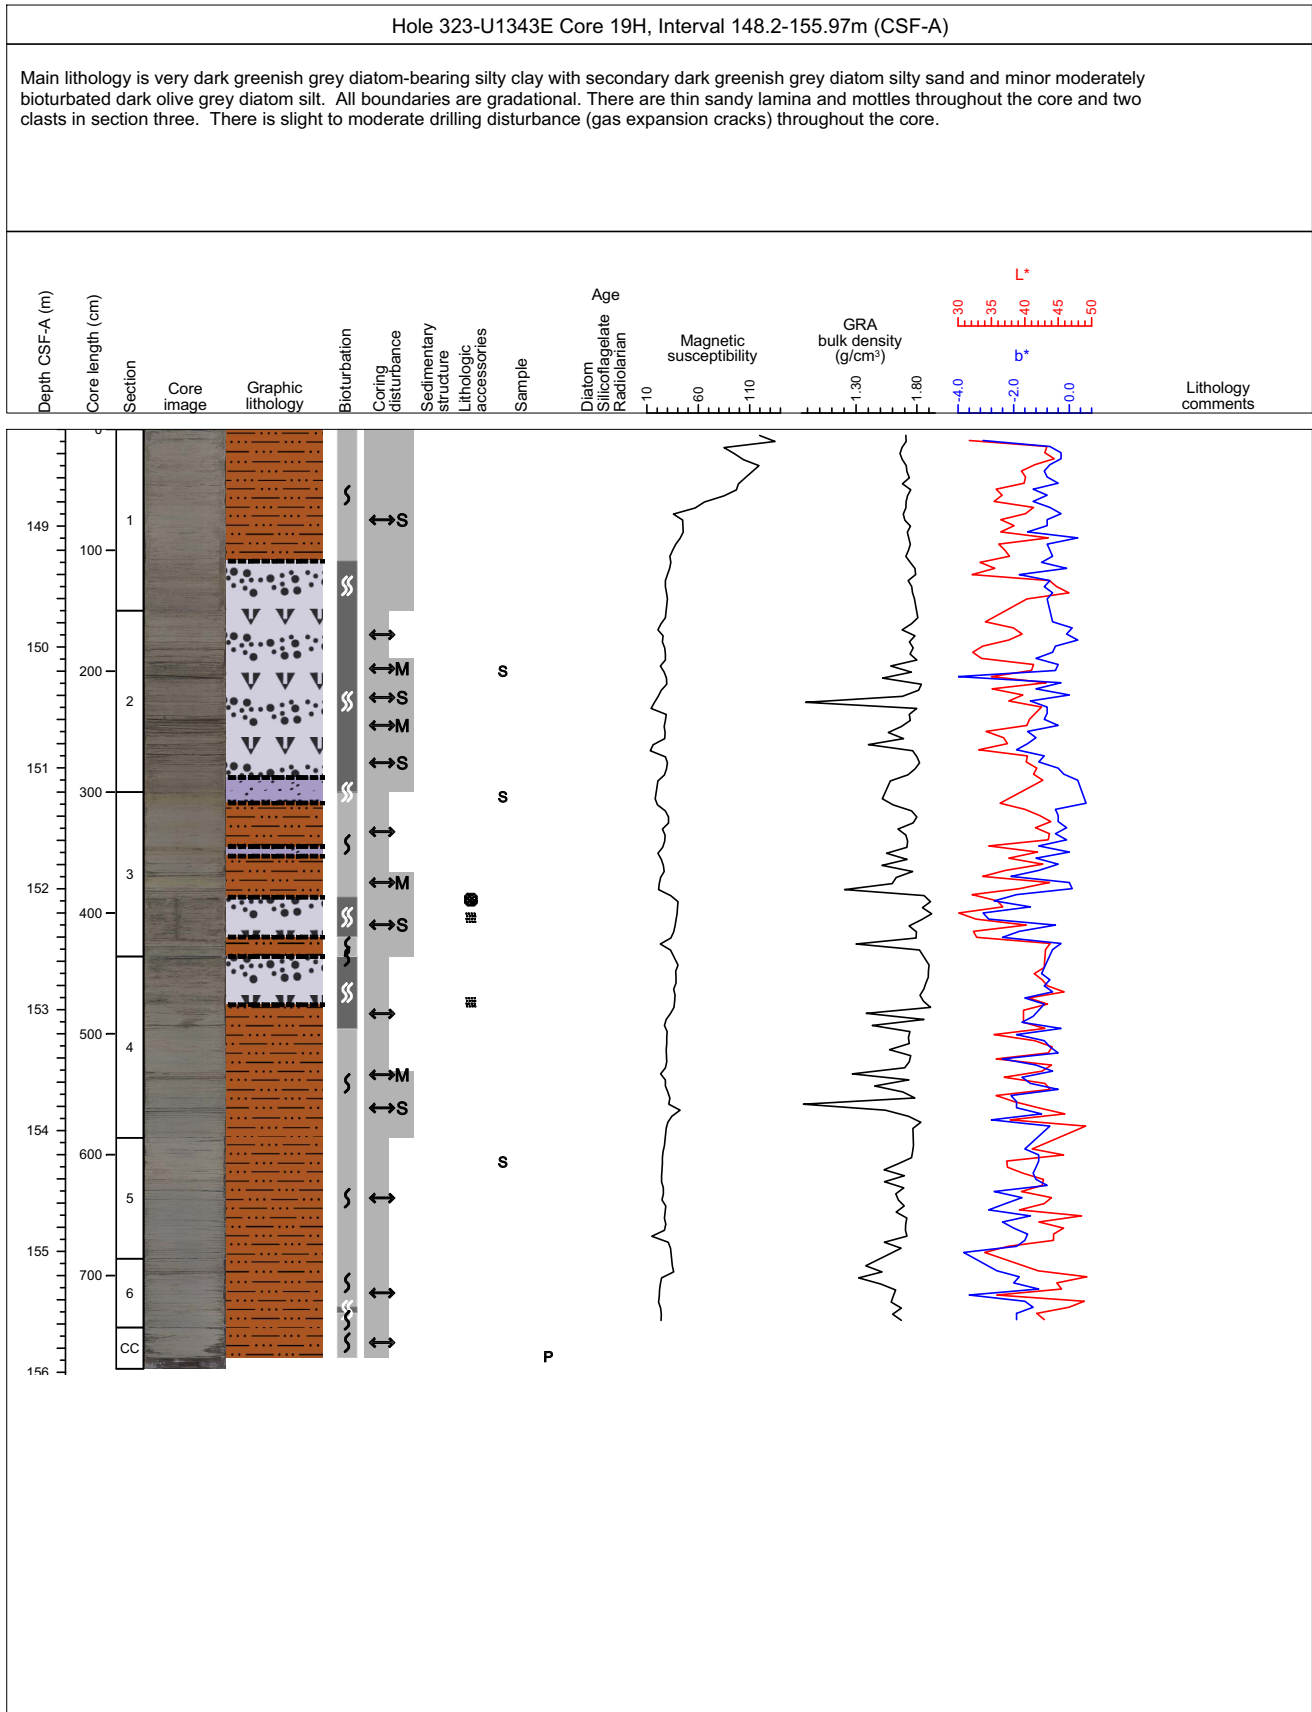 Hole 323-U1343E Core 19H, Interval 148.2-155.97m (CSF-A)
Main lithology is very dark greenish grey diatom-bearing silty clay with secondary dark greenish grey diatom silty sand and minor moderately
bioturbated dark olive grey diatom silt. All boundaries are gradational. There are thin sandy lamina and mottles throughout the core and two
clasts in section three. There is slight to moderate drilling disturbance (gas expansion cracks) throughout the core.
Depth CSF-A (m)
Core length (cm)
Section
Core
image
Graphic
lithology
Bioturbation
Coring
disturbance
Sedimentary
structure
Lithologic
accessories
Sample
Age
Diatom
Silicoflagelate
Radiolarian
Magnetic
susceptibility
10 60 110
GRA
bulk density
(g/cm³)
1.30 1.80
L*
30 35 40 45 50
b*
-4.0 -2.0 0.0
Lithology
comments
0
1
S
149
100
150
M
S
200
2
S
M
S
151
300
S
3
152
M
400
S
153
500
4
M
S
154
600
S
5
155
700
6
CC
P
156